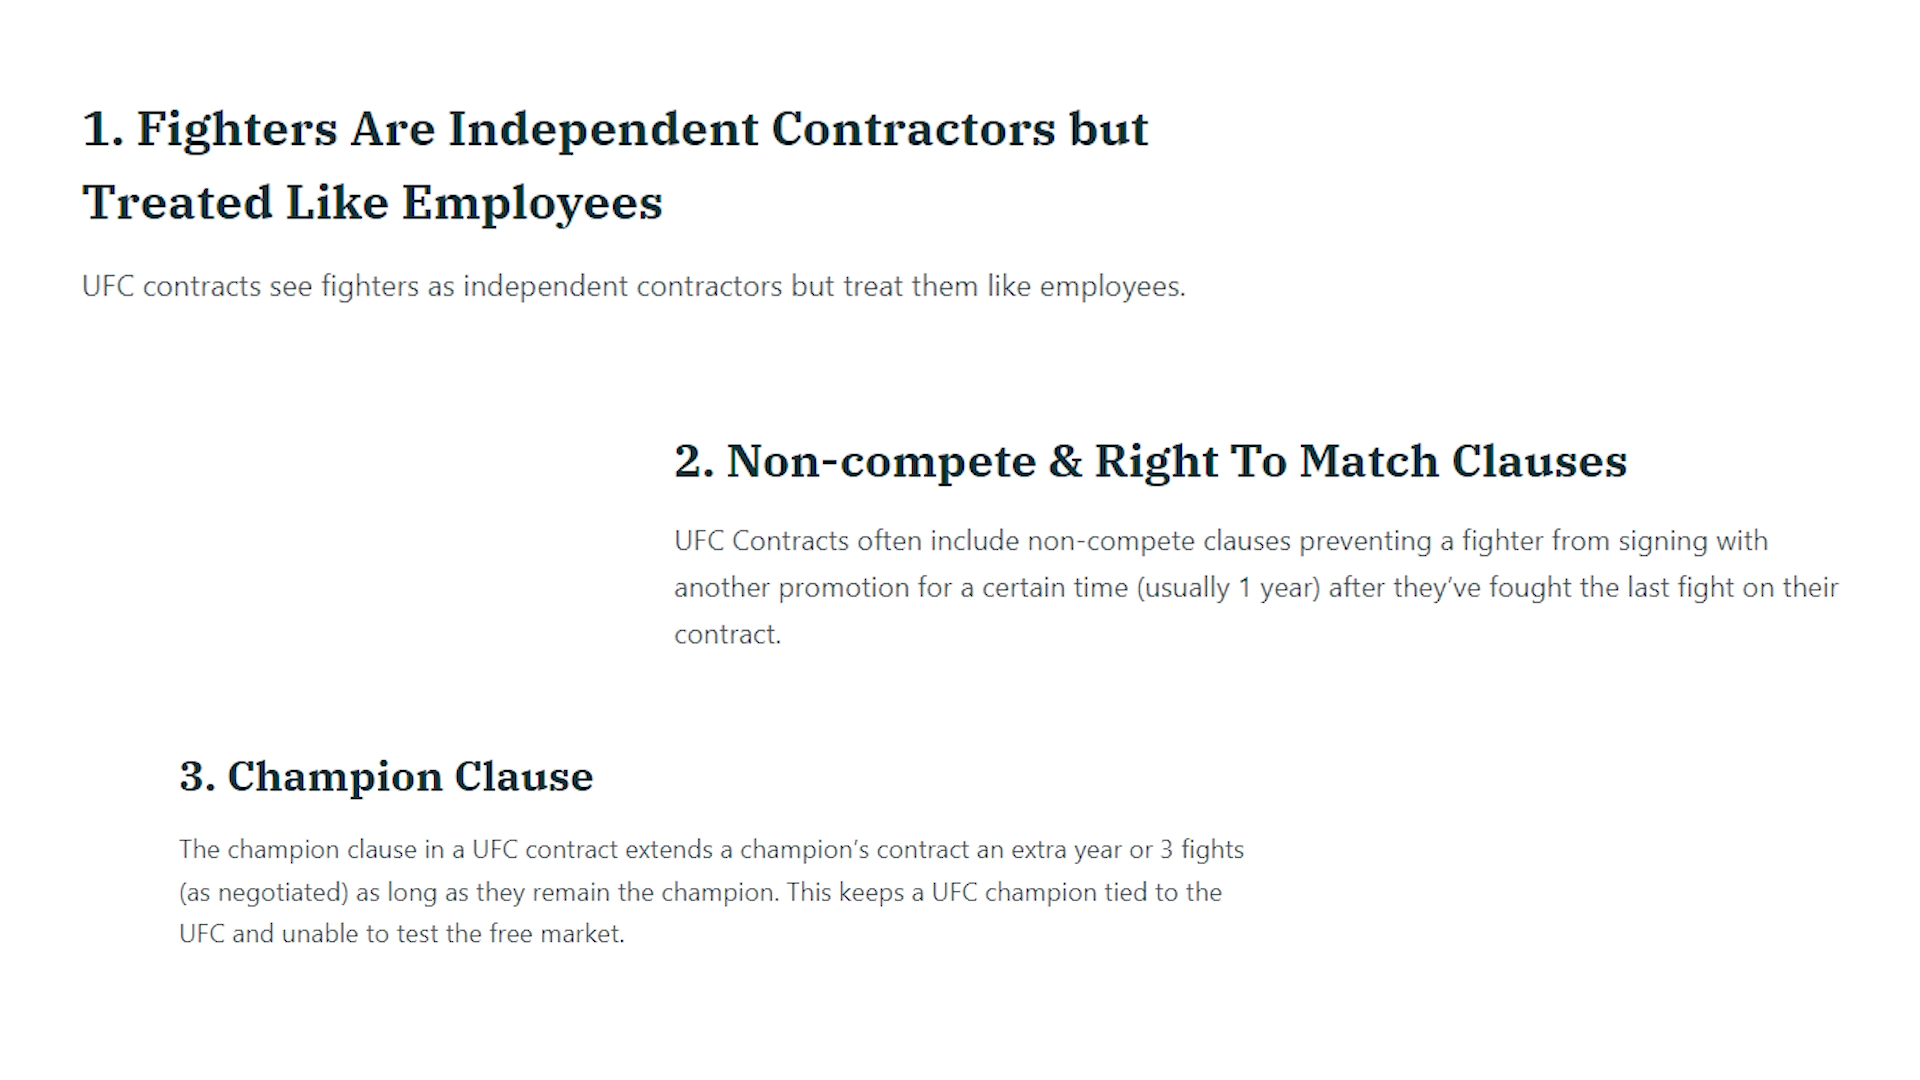 1. Fighters Are Independent Contractors but
Treated Like Employees
UFC contracts see fighters as independent contractors but treat them like employees.
2. Non-compete & Right To Match Clauses
UFC Contracts often include non-compete clauses preventing a fighter from signing with
another promotion for a certain time (usually 1 year) after they’ve fought the last fight on their
contract.
3. Champion Clause
The champion clause in a UFC contract extends a champion’s contract an extra year or 3 fights
(as negotiated) as long as they remain the champion. This keeps a UFC champion tied to the
UFC and unable to test the free market.